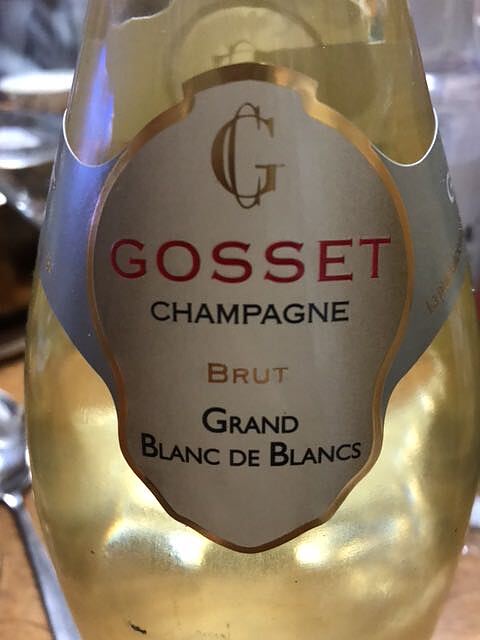 G
GOSSET
CHAMPAGNE
BRUT
GRAND
BLANC DE BLANCS